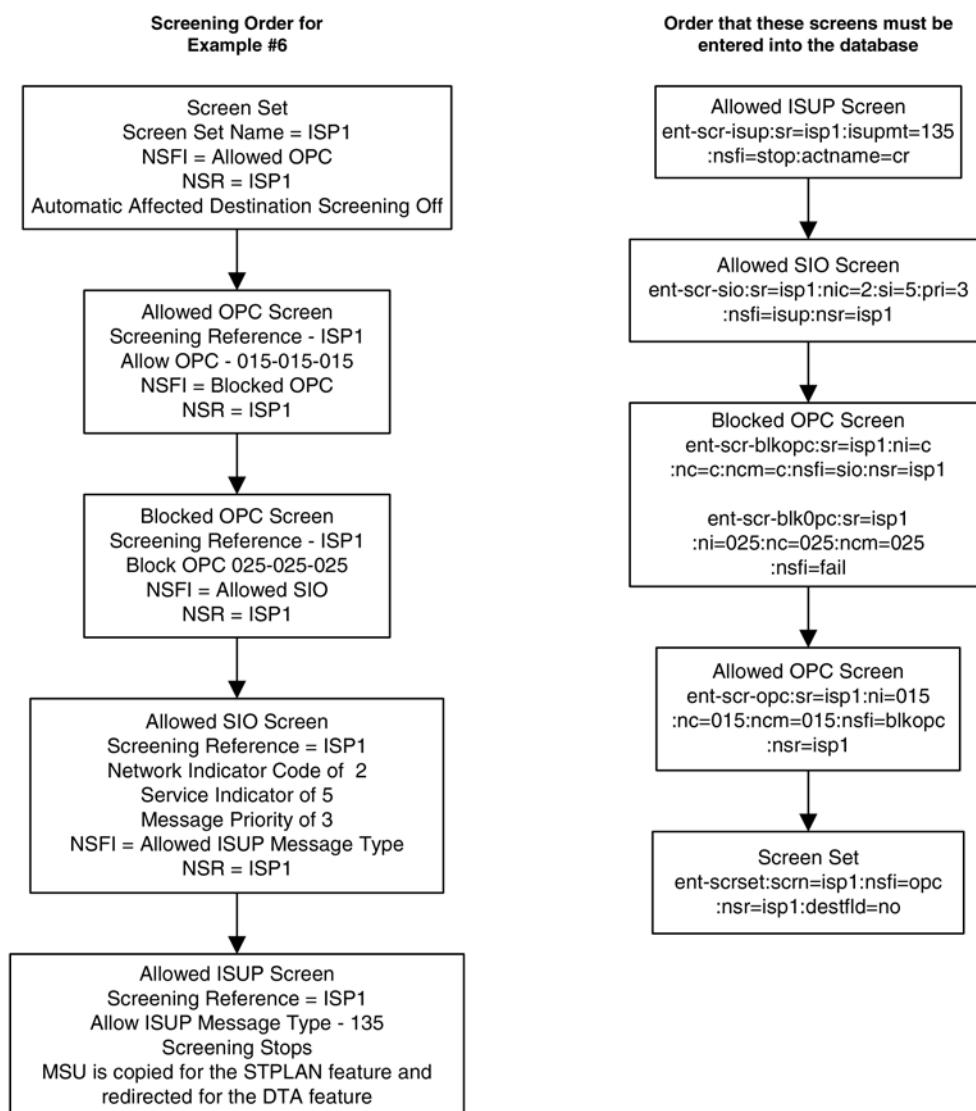 Screening Order for
Example #6
Screen Set
Screen Set Name = ISP1
NSFI = Allowed OPC
NSR = ISP1
Automatic Affected Destination Screening Off
Allowed OPC Screen
Screening Reference - ISP1
Allow OPC - 015-015-015
NSFI = Blocked OPC
NSR = ISP1
Blocked OPC Screen
Screening Reference - ISP1
Block OPC 025-025-025
NSFI = Allowed SIO
NSR = ISP1
Allowed SIO Screen
Screening Reference = ISP1
Network Indicator Code of 2
Service Indicator of 5
Message Priority of 3
NSFI = Allowed ISUP Message Type
NSR = ISP1
Allowed ISUP Screen
Screening Reference = ISP1
Allow ISUP Message Type - 135
Screening Stops
MSU is copied for the STPLAN feature and
redirected for the DTA feature
Order that these screens must be
entered into the database
Allowed ISUP Screen
ent-scr-isup:sr=isp1:isupmt=135
:nsfi=stop:actname=cr
Allowed SIO Screen
ent-scr-sio:sr=isp1:nic=2:si=5:pri=3
:nsfi=isup:nsr=isp1
Blocked OPC Screen
ent-scr-blkopc:sr=isp1:ni=c
:nc=c:ncm=c:nsfi=sio:nsr=isp1
ent-scr-blk0pc:sr=isp1
:ni=025:nc=025:ncm=025
:nsfi=fail
Allowed OPC Screen
ent-scr-opc:sr=isp1:ni=015
:nc=015:ncm=015:nsfi=blkopc
:nsr=isp1
Screen Set
ent-scrset:scrn=isp1:nsfi=opc
:nsr=isp1:destfld=no